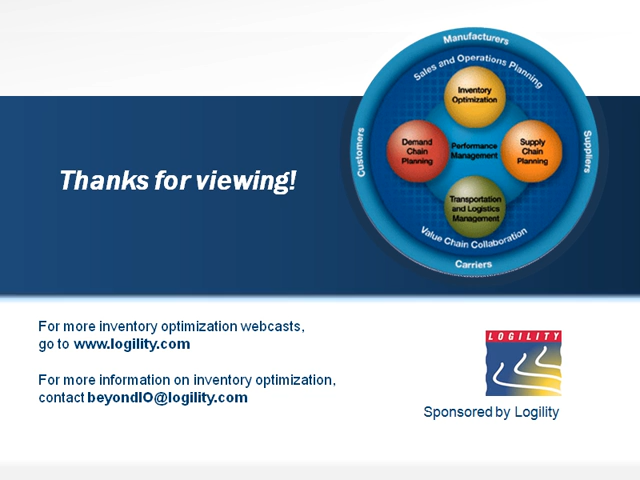 Manufacturers
Sales and Operations Planning
Inventory
Optimization
Customers
Demand
Chain
Planning
Performance
Management
Supply
Chain
Planning
Suppliers
Thanks for viewing!
Transportation
and Logistics
Management
Value Chain Collaboration
Carriers
For more inventory optimization webcasts,
go to www.logility.com
For more information on inventory optimization,
contact beyondIO@logility.com
LOGILITY
Sponsored by Logility